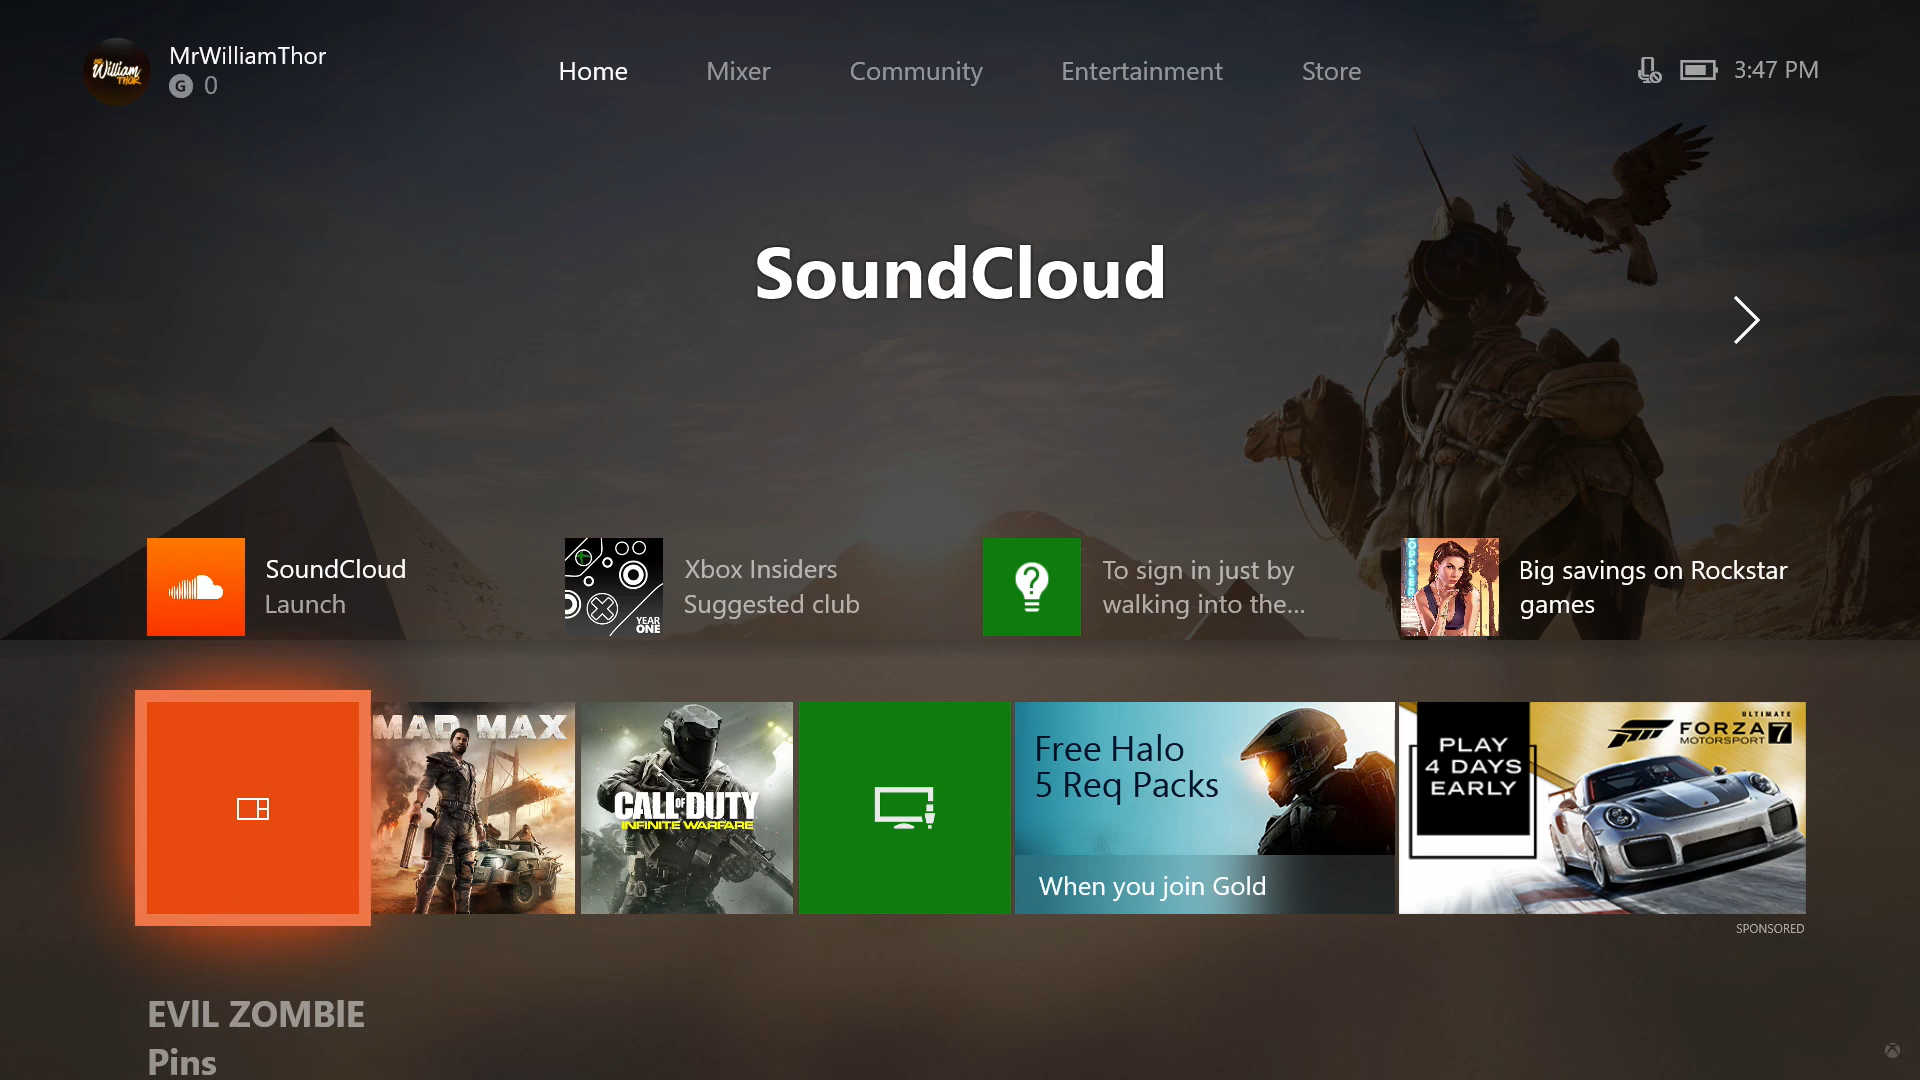 MrWilliamThor
G 0
Home
Mixer
Community
Entertainment
Store
3:47 PM
SoundCloud
SoundCloud
Launch
YEAR
ONE
Xbox Insiders
Suggested club
To sign in just by
walking into the...
Big savings on Rockstar
games
MAD MAX
CALL OF DUTY
INFINITE WARFARE
Free Halo
5 Req Packs
When you join Gold
PLAY
4 DAYS
EARLY
ULTIMATE
FORZA
MOTORSPORT 7
SPONSORED
EVIL ZOMBIE
Pins